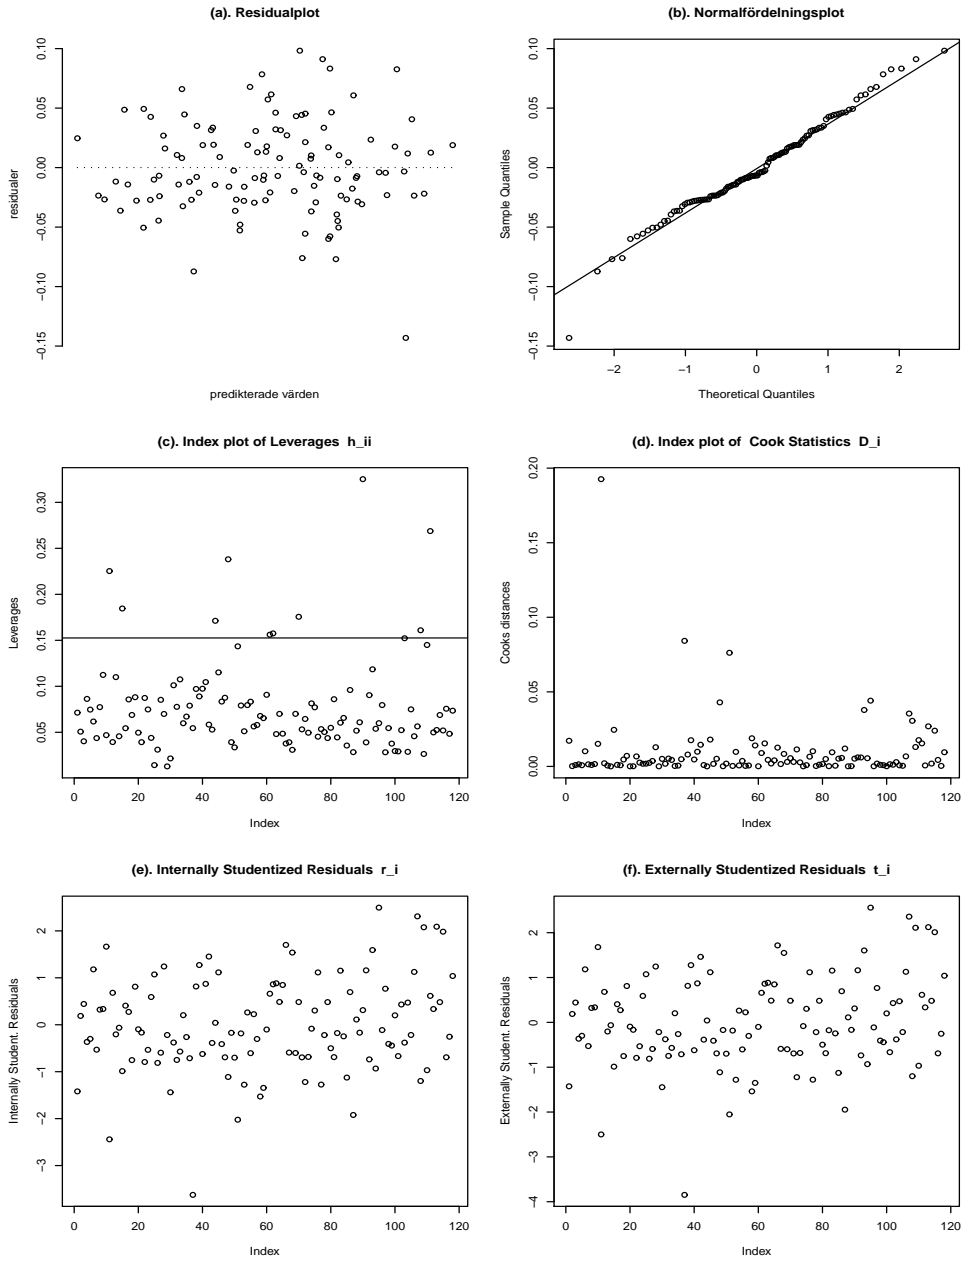 (a). Residualplot
residualer
0.10
0.05
0.00
−0.05
−0.10
−0.15
predikterade värden
(b). Normalfördelningsplot
Sample Quantiles
0.10
0.05
0.00
−0.05
−0.10
−0.15
−2 −1 0 1 2
Theoretical Quantiles
(c). Index plot of Leverages h_ii
Leverages
0.30
0.25
0.20
0.15
0.10
0.05
0 20 40 60 80 100 120
Index
(d). Index plot of Cook Statistics D_i
Cooks distances
0.20
0.15
0.10
0.05
0.00
0 20 40 60 80 100 120
Index
(e). Internally Studentized Residuals r_i
Internally Student. Residuals
2
1
0
−1
−2
−3
0 20 40 60 80 100 120
Index
(f). Externally Studentized Residuals t_i
Externally Student. Residuals
2
1
0
−1
−2
−3
−4
0 20 40 60 80 100 120
Index